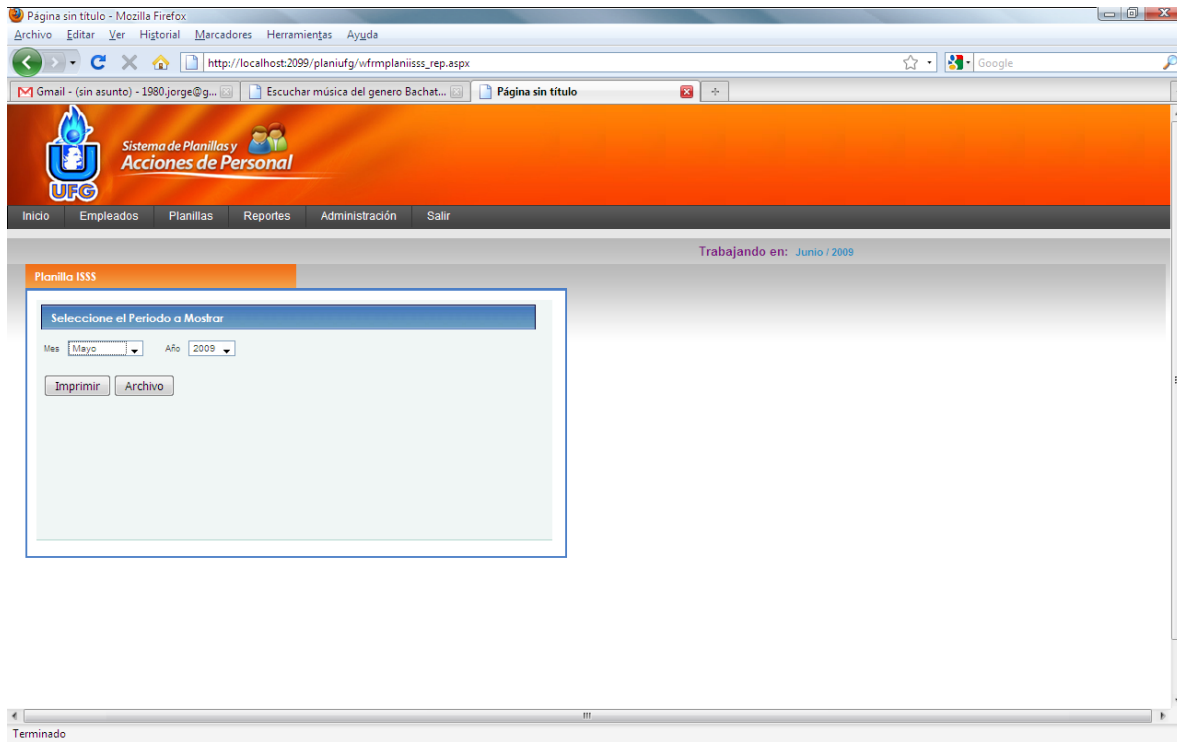 Página sin título - Mozilla Firefox
Archivo Editar Ver Historial Marcadores Herramientas Ayuda
http://localhost:2099/planiufg/wfrmplaniisss_rep.aspx Google
Gmail - (sin asunto) - 1980.jorge@g... Escuchar música del genero Bachat... Página sin título
Sistema de Planillas y
Acciones de Personal
UFG
Inicio Empleados Planillas Reportes Administración Salir
Trabajando en: Junio / 2009
Planilla ISSS
Seleccione el Periodo a Mostrar
Mes Mayo Año 2009
Imprimir Archivo
Terminado